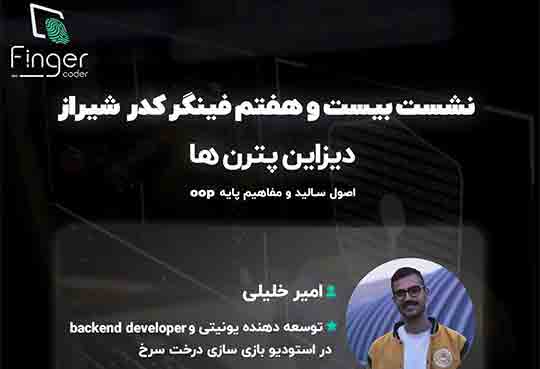 Finger
coder
نشست بیست و هفتم فینگر کدر شیراز
دیزاین پترن ها
اصول سالید و مفاهیم پایه oop
امیر خلیلی
توسعه دهنده یونیتی و backend developer
در استودیو بازی سازی درخت سرخ